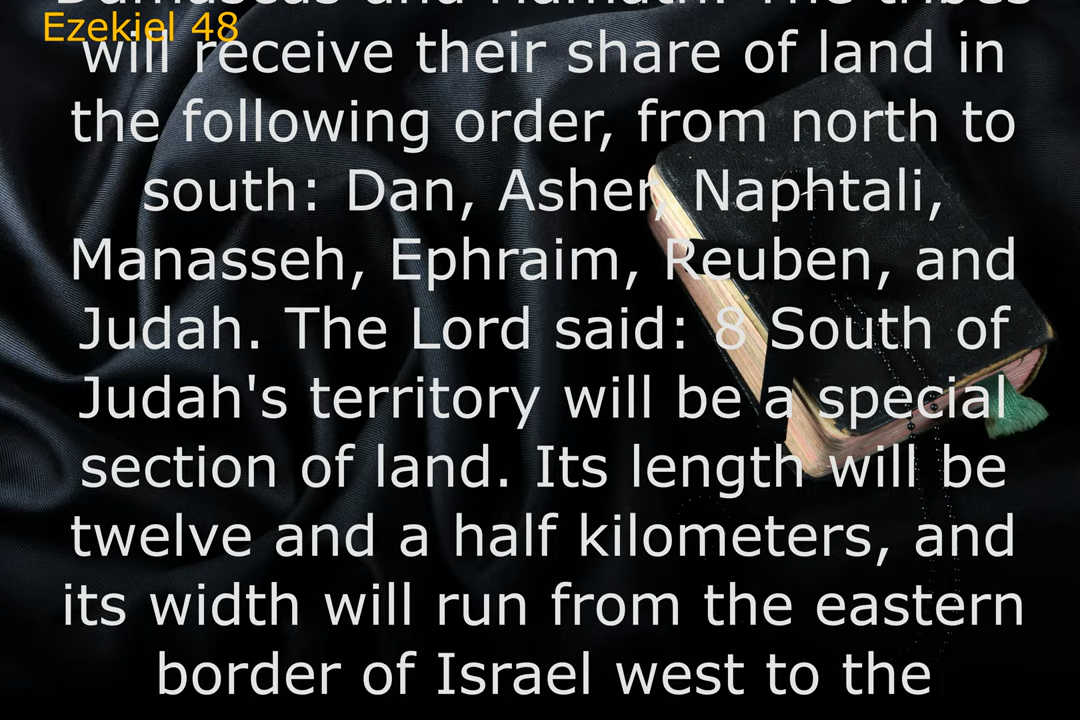 Ezekiel 48
Damascus and Hamath. The tribes
will receive their share of land in
the following order, from north to
south: Dan, Asher, Naphtali,
Manasseh, Ephraim, Reuben, and
Judah. The Lord said: 8 South of
Judah's territory will be a special
section of land. Its length will be
twelve and a half kilometers, and
its width will run from the eastern
border of Israel west to the